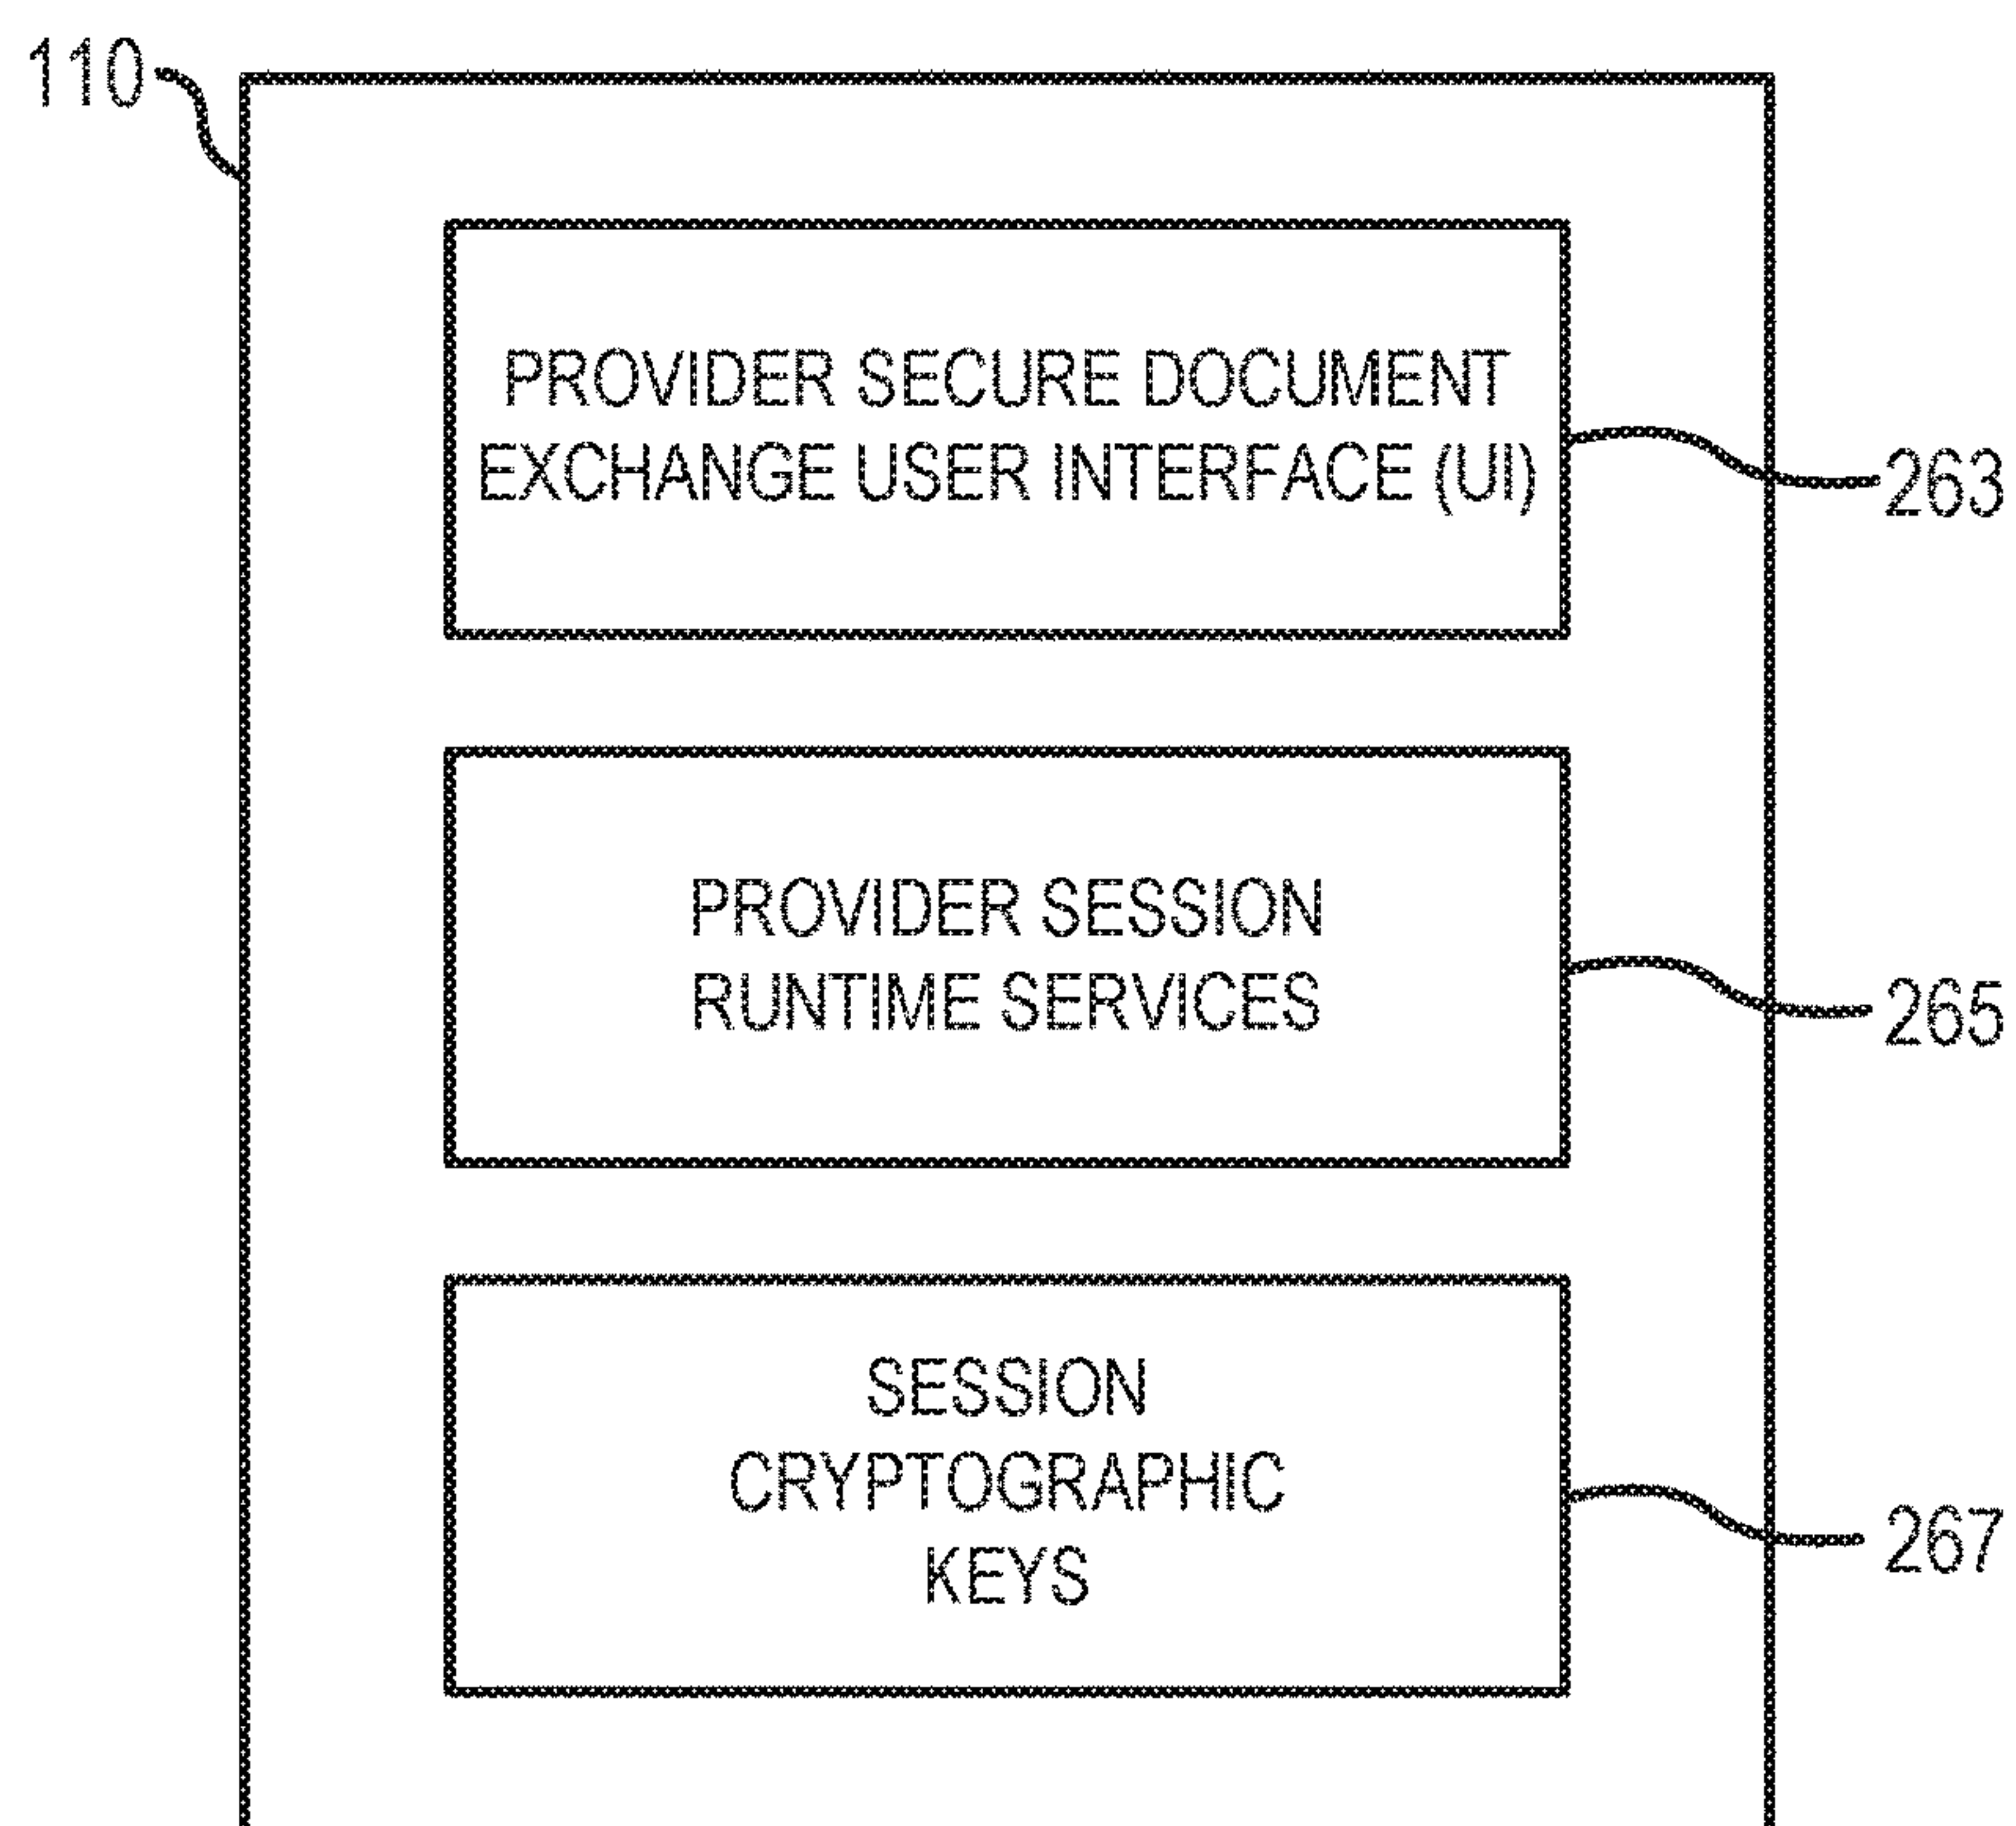 110
PROVIDER SECURE DOCUMENT
EXCHANGE USER INTERFACE (UI)
263
PROVIDER SESSION
RUNTIME SERVICES
265
SESSION
CRYPTOGRAPHIC
KEYS
267